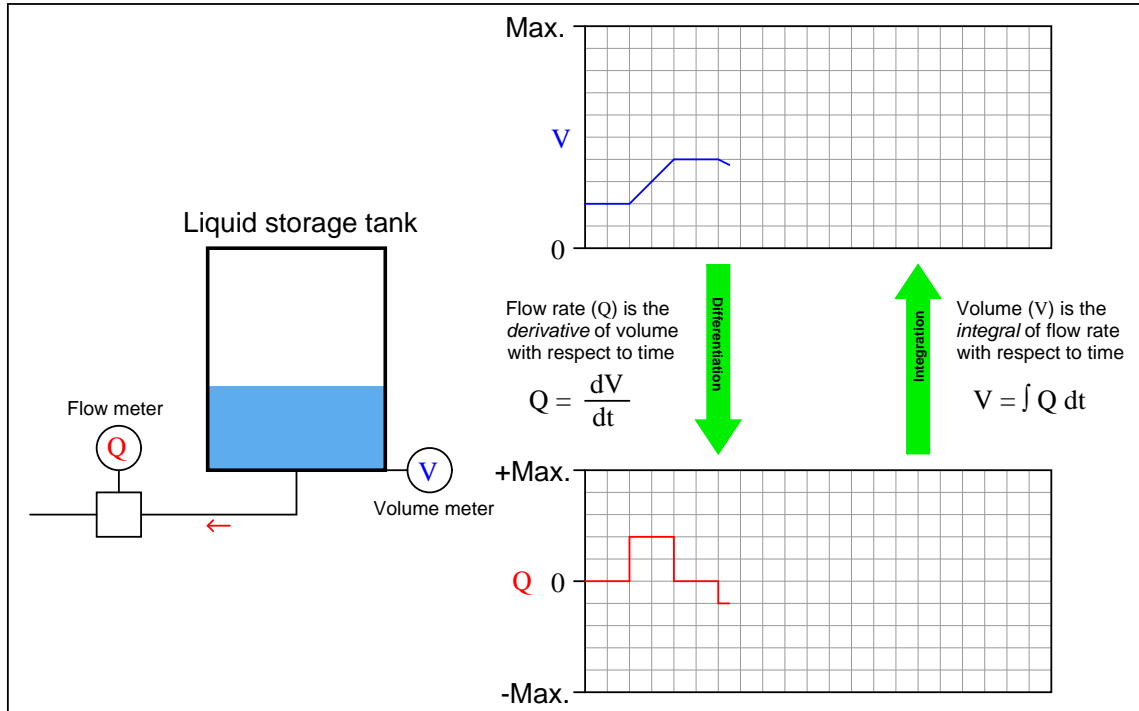 Max.
V
0
Liquid storage tank
Flow meter
Q
V
Volume meter
Flow rate (Q) is the
derivative of volume
with respect to time
Q = dV
dt
Differentiation
Integration
Volume (V) is the
integral of flow rate
with respect to time
V = ∫ Q dt
+Max.
Q 0
-Max.